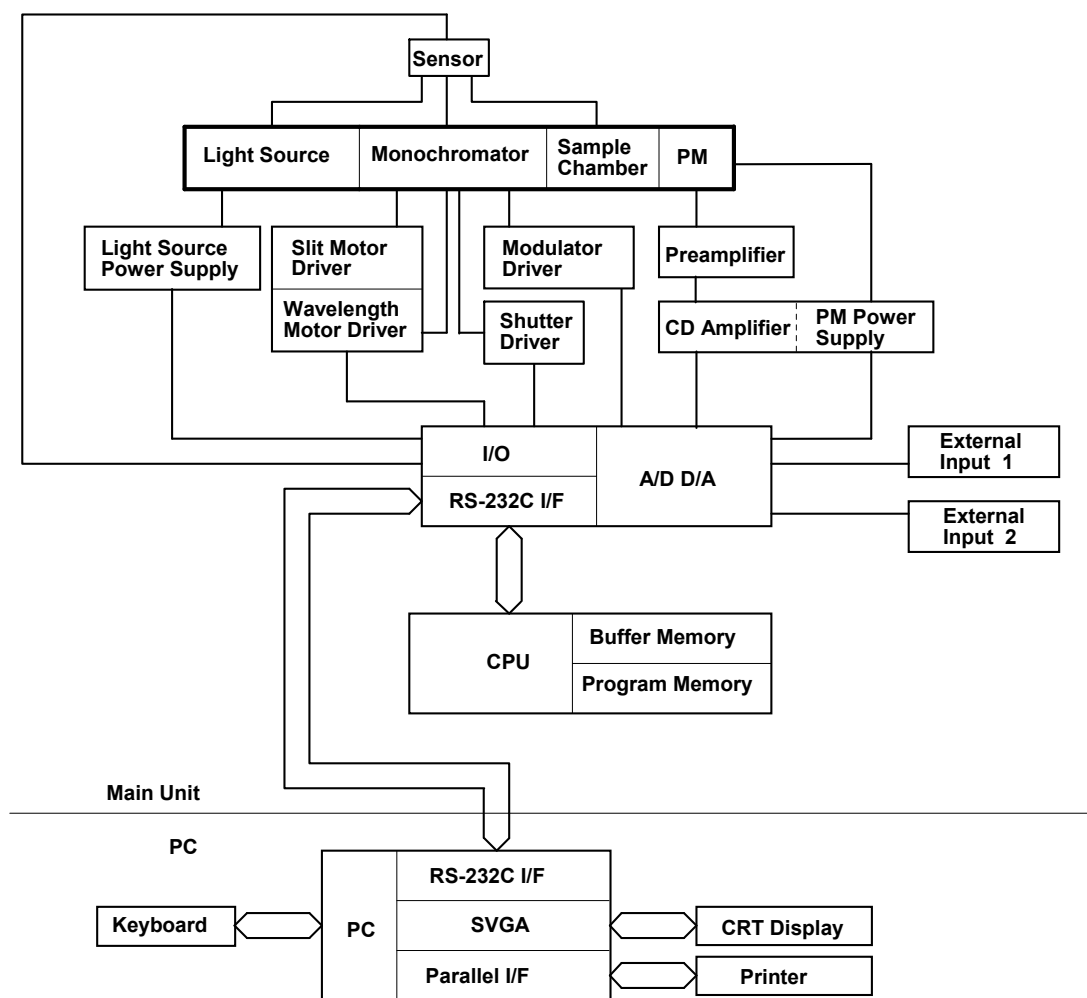 Sensor
Light Source
Monochromator
Sample
Chamber
PM
Light Source
Power Supply
Slit Motor
Driver
Wavelength
Motor Driver
Modulator
Driver
Shutter
Driver
Preamplifier
CD Amplifier
PM Power
Supply
I/O
RS-232C I/F
A/D D/A
External
Input 1
External
Input 2
CPU
Buffer Memory
Program Memory
Main Unit
PC
Keyboard
PC
RS-232C I/F
SVGA
Parallel I/F
CRT Display
Printer